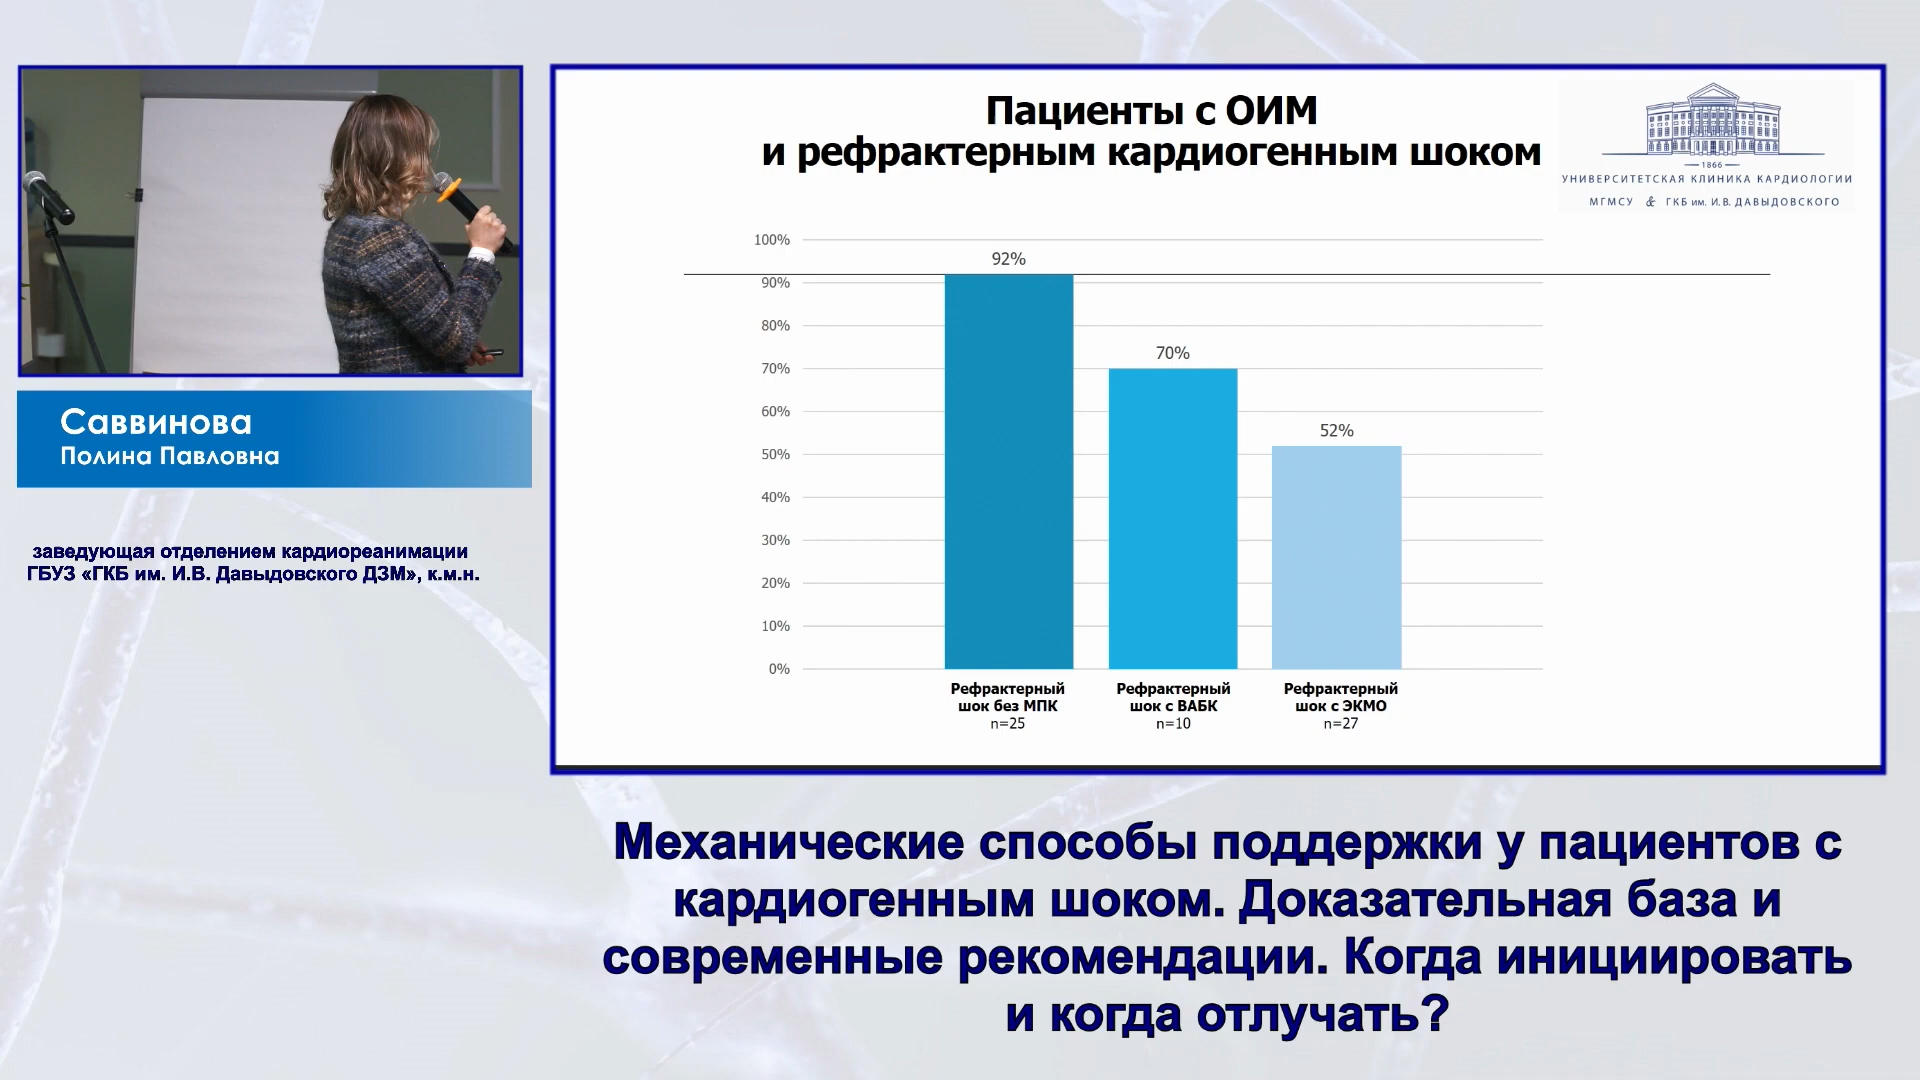 Саввинова
Полина Павловна
заведующая отделением кардиореанимации
ГБУЗ «ГКБ им. И.В. Давыдовского ДЗМ», к.м.н.
Пациенты с ОИМ
и рефрактерным кардиогенным шоком
1866
УНИВЕРСИТЕТСКАЯ КЛИНИКА КАРДИОЛОГИИ
МГМСУ & ГКБ им. И.В. ДАВЫДОВСКОГО
100%
90%
80%
70%
60%
50%
40%
30%
20%
10%
0%
92%
70%
52%
Рефрактерный
шок без МПК
n=25
Рефрактерный
шок с ВАБК
n=10
Рефрактерный
шок с ЭКМО
n=27
Механические способы поддержки у пациентов с
кардиогенным шоком. Доказательная база и
современные рекомендации. Когда инициировать
и когда отлучать?